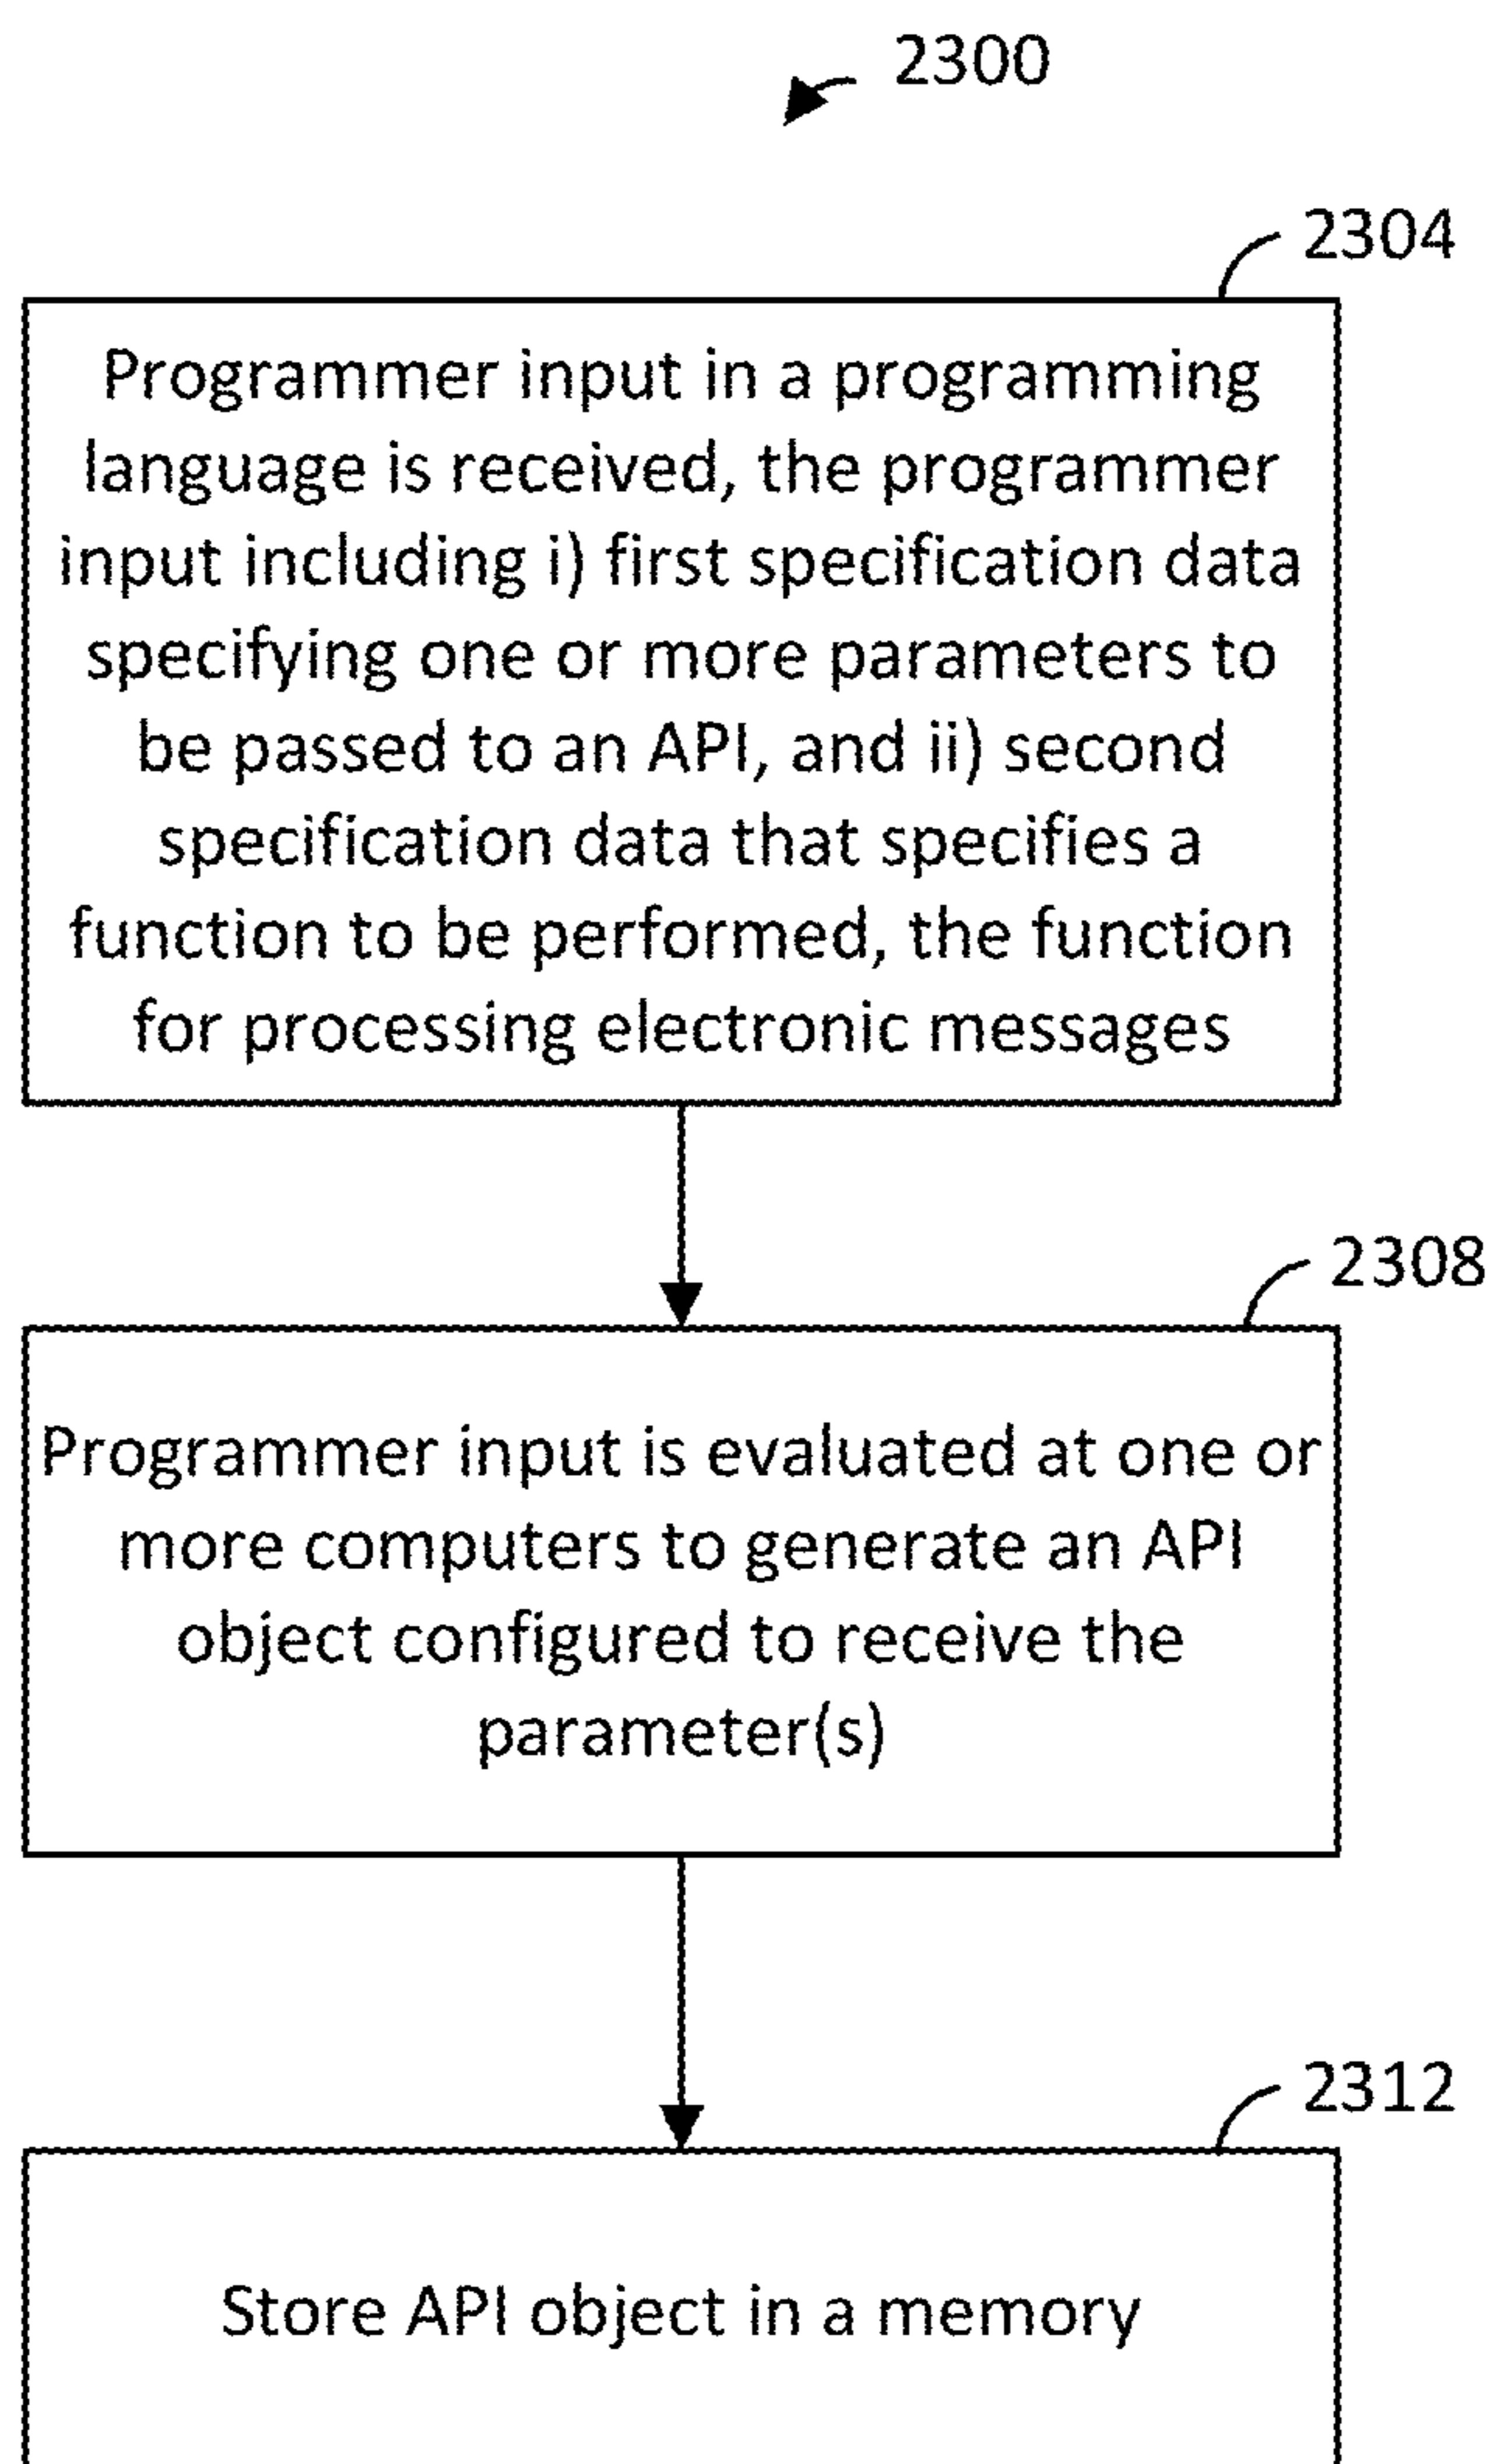 2300
2304
Programmer input in a programming
language is received, the programmer
input including i) first specification data
specifying one or more parameters to
be passed to an API, and ii) second
specification data that specifies a
function to be performed, the function
for processing electronic messages
2308
Programmer input is evaluated at one or
more computers to generate an API
object configured to receive the
parameter(s)
2312
Store API object in a memory